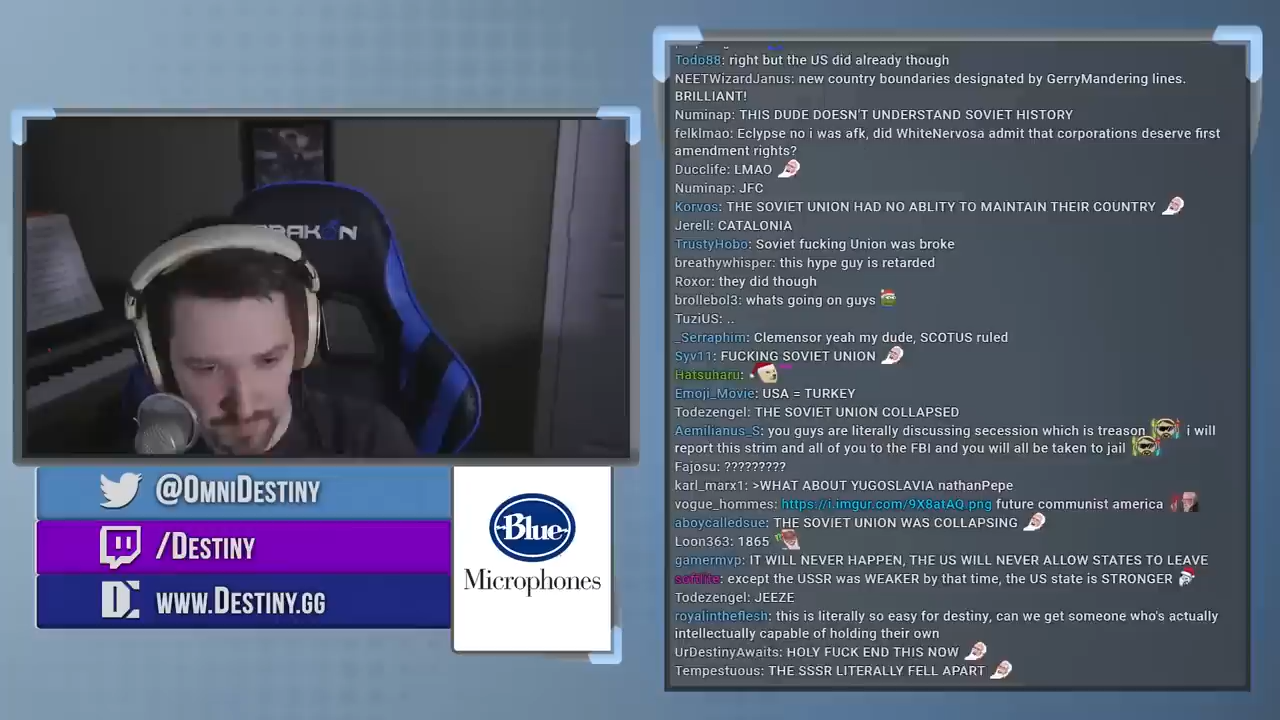 Todo88: right but the US did already though
NEETWizardJanus: new country boundaries designated by GerryMandering lines.
BRILLIANT!
Numinap: THIS DUDE DOESN'T UNDERSTAND SOVIET HISTORY
felklmao: Eclypse no i was afk, did WhiteNervosa admit that corporations deserve first
amendment rights?
Ducclife: LMAO
Numinap: JFC
Korvos: THE SOVIET UNION HAD NO ABLITY TO MAINTAIN THEIR COUNTRY
Jerell: CATALONIA
TrustyHobo: Soviet fucking Union was broke
breathywhisper: this hype guy is retarded
Roxor: they did though
brollebol3: whats going on guys
TuziUS: ..
_Serraphim: Clemensor yeah my dude, SCOTUS ruled
Syv11: FUCKING SOVIET UNION
Hatsuharu:
Emoji_Movie: USA = TURKEY
Todezengel: THE SOVIET UNION COLLAPSED
Aemilianus_S: you guys are literally discussing secession which is treason i will
report this strim and all of you to the FBI and you will all be taken to jail
Fajosu: ?????????
karl_marx1: >WHAT ABOUT YUGOSLAVIA nathanPepe
vogue_hommes: https://i.imgur.com/9X8atAQ.png future communist america
aboycalledsue: THE SOVIET UNION WAS COLLAPSING
Loon363: 1865
gamermvp: IT WILL NEVER HAPPEN, THE US WILL NEVER ALLOW STATES TO LEAVE
except the USSR was WEAKER by that time, the US state is STRONGER
Todezengel: JEEZE
royalintheflesh: this is literally so easy for destiny, can we get someone who's actually
intellectually capable of holding their own
UrDestinyAwaits: HOLY FUCK END THIS NOW
Tempestuous: THE SSSR LITERALLY FELL APART
@OmniDestiny
/Destiny
www.Destiny.gg
Blue
Microphones